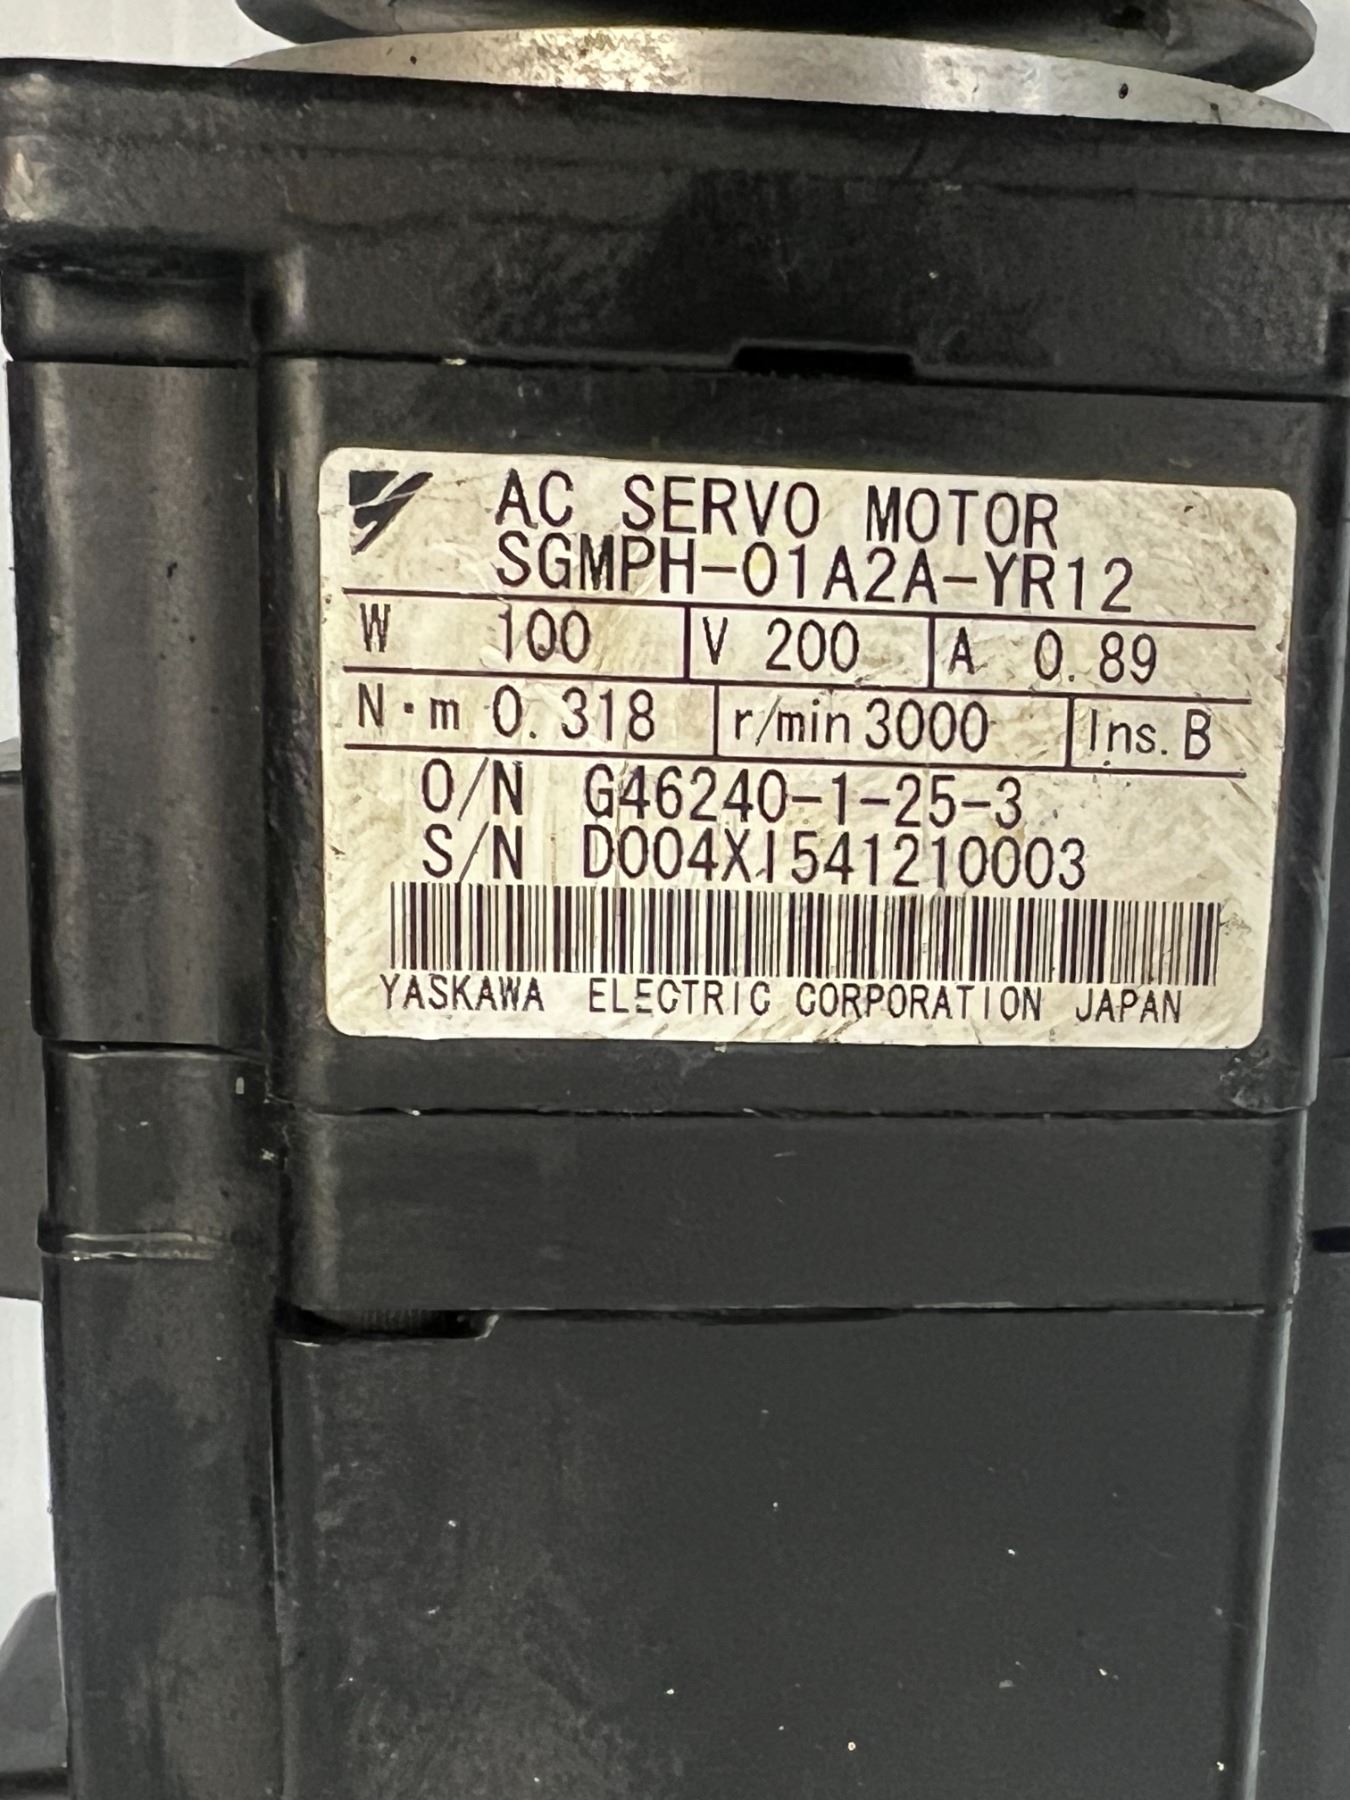 AC SERVO MOTOR
SGMPH-01A2A-YR12
W 100 V 200 A 0.89
N·m 0.318 r/min 3000 Ins. B
O/N G46240-1-25-3
S/N D004X1541210003
YASKAWA ELECTRIC CORPORATION JAPAN